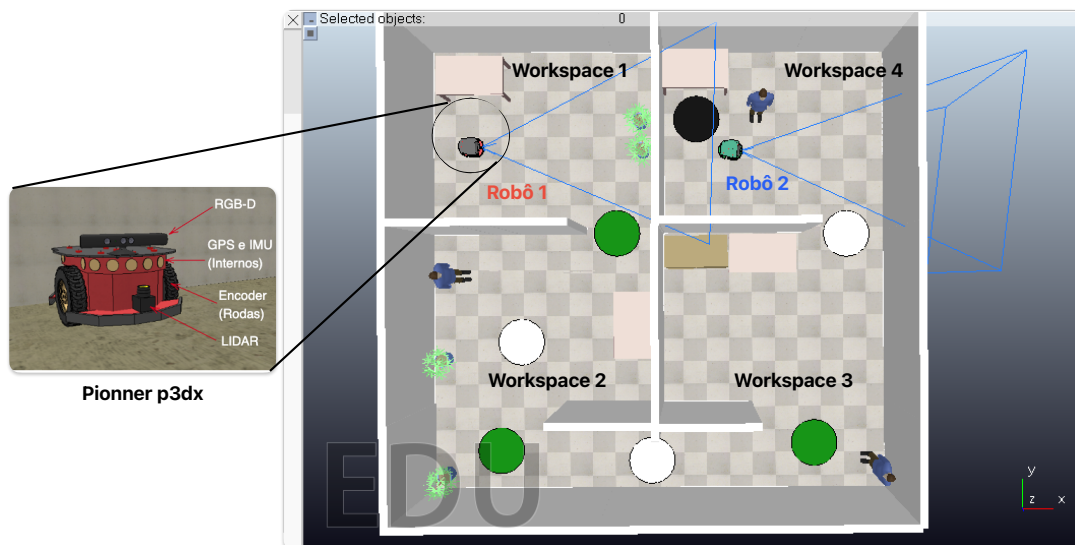 Selected objects:
0
Workspace 1
Workspace 4
Robô 1
Robô 2
RGB-D
GPS e IMU
(Internos)
Encoder
(Rodas)
LIDAR
Pionner p3dx
Workspace 2
Workspace 3
EDU
y
z
x